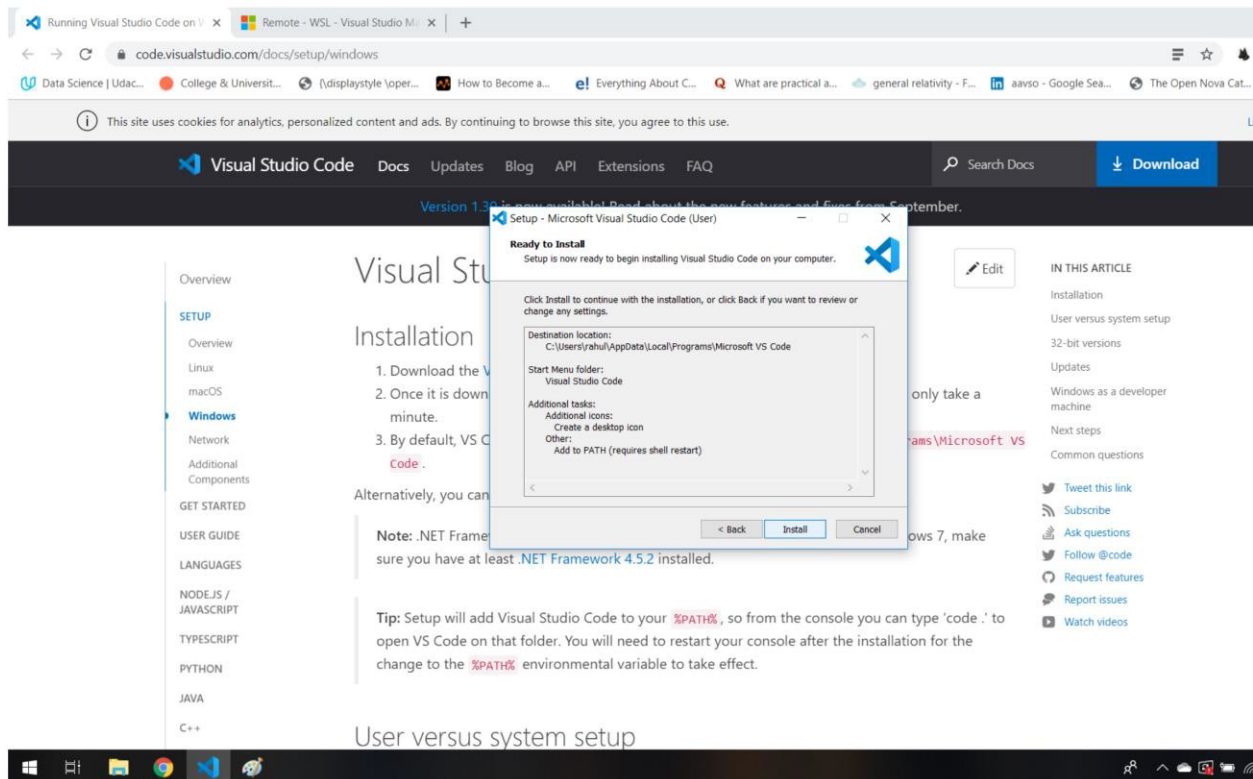 Running Visual Studio Code on
Remote - WSL - Visual Studio
code.visualstudio.com/docs/setup/windows
Data Science | Udac...
College & Universit...
{\displaystyle \oper...
How to Become a...
Everything About C...
What are practical a...
general relativity - F...
aavso - Google Sea...
The Open Nova Cat...
This site uses cookies for analytics, personalized content and ads. By continuing to browse this site, you agree to this use.
Visual Studio Code
Docs
Updates
Blog
API
Extensions
FAQ
Search Docs
Download
Version
September.
Setup - Microsoft Visual Studio Code (User)
Ready to Install
Setup is now ready to begin installing Visual Studio Code on your computer.
Click Install to continue with the installation, or click Back if you want to review or
change any settings.
Destination location:
C:\Users\rahul\AppData\Local\Programs\Microsoft VS Code
Start Menu folder:
Visual Studio Code
Additional tasks:
Additional icons:
Create a desktop icon
Other:
Add to PATH (requires shell restart)
< Back
Install
Cancel
Overview
SETUP
Overview
Linux
macOS
Windows
Network
Additional
Components
GET STARTED
USER GUIDE
LANGUAGES
NODE.JS /
JAVASCRIPT
TYPESCRIPT
PYTHON
JAVA
C++
Visual
Edit
Installation
1. Download the
2. Once it is only take a
minute.
3. By default, VS \Microsoft VS
Code.
Alternatively, you can
Note: .NET 7, make
sure you have at least .NET Framework 4.5.2 installed.
Tip: Setup will add Visual Studio Code to your %PATH%, so from the console you can type 'code .' to
open VS Code on that folder. You will need to restart your console after the installation for the
change to the %PATH% environmental variable to take effect.
User versus system setup
IN THIS ARTICLE
Installation
User versus system setup
32-bit versions
Updates
Windows as a developer
machine
Next steps
Common questions
Tweet this link
Subscribe
Ask questions
Follow @code
Request features
Report issues
Watch videos